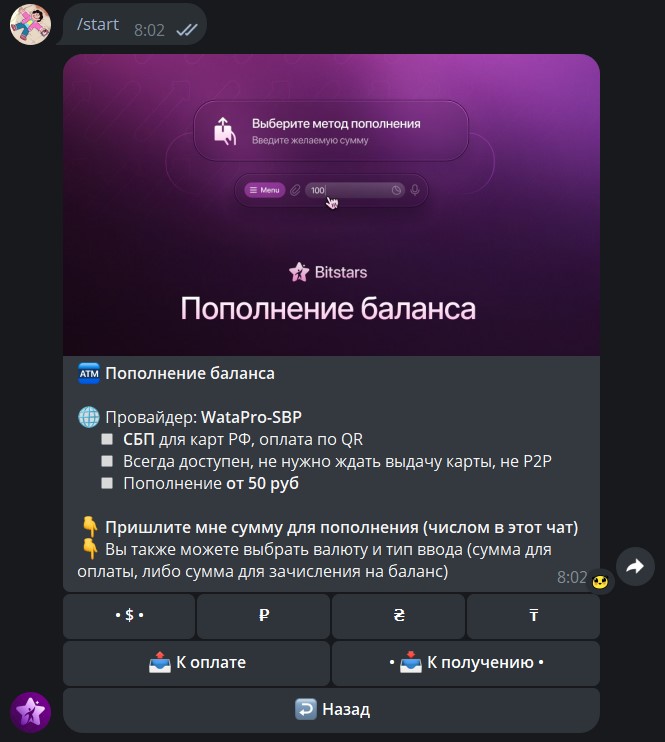 /start 8:02
Выберите метод пополнения
Введите желаемую сумму
Menu 100
Bitstars
Пополнение баланса
ATM Пополнение баланса
Провайдер: WataPro-SBP
СБП для карт РФ, оплата по QR
Всегда доступен, не нужно ждать выдачу карты, не P2P
Пополнение от 50 руб
Пришлите мне сумму для пополнения (числом в этот чат)
Вы также можете выбрать валюту и тип ввода (сумма для
оплаты, либо сумма для зачисления на баланс)
8:02
• $ • ₽ ₴ ₸
К оплате • К получению •
Назад